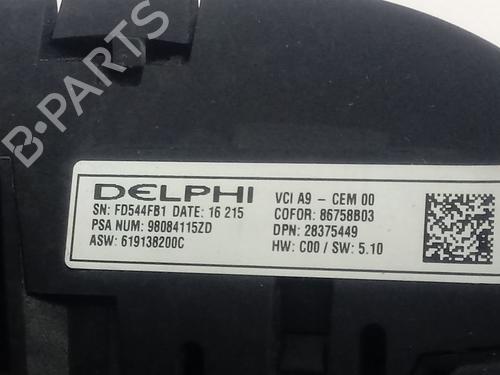 B-PARTS
DELPHI
SN: FD544FB1 DATE: 16 215
PSA NUM: 98084115ZD
ASW: 619138200C
VCI A9 - CEM 00
COFOR: 86758B03
DPN: 28375449
HW: C00 / SW: 5.10